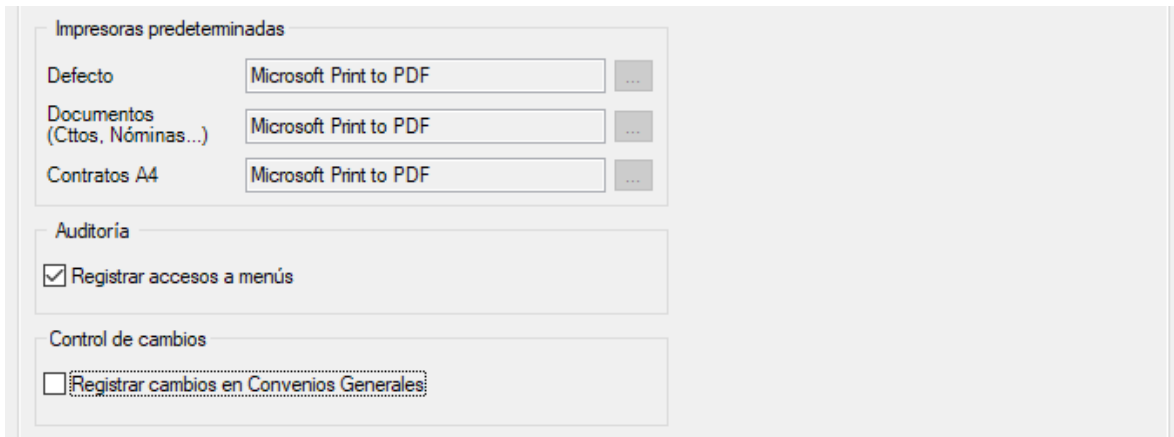 Impresoras predeterminadas
Defecto
Microsoft Print to PDF
...
Documentos
(Cttos, Nóminas...)
Microsoft Print to PDF
...
Contratos A4
Microsoft Print to PDF
...
Auditoría
Registrar accesos a menús
Control de cambios
Registrar cambios en Convenios Generales